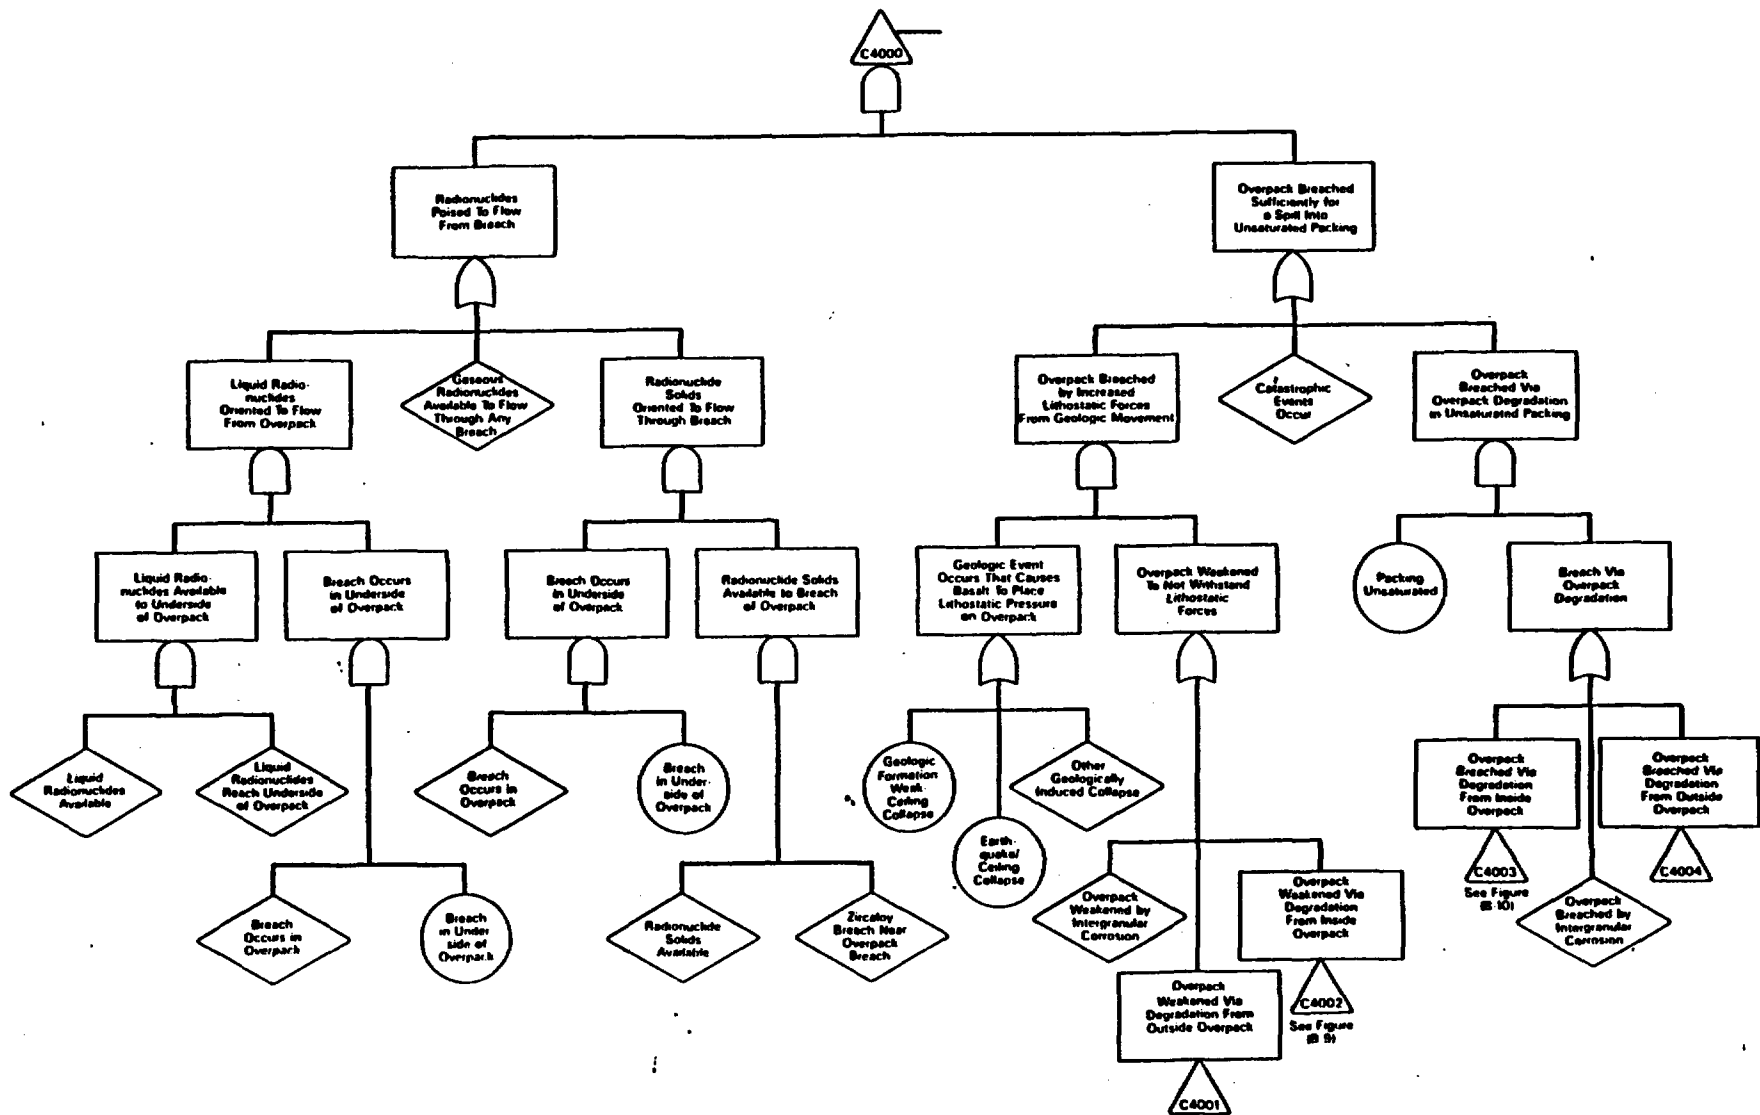 C4000
Radionuclides
Poised To Flow
From Breach
Overpack Breached
Sufficiently for
a Spill Into
Unsaturated Packing
Liquid Radio-
nuclides
Oriented To Flow
From Overpack
Gaseous
Radionuclides
Available To Flow
Through Any
Breach
Radionuclide
Solids
Oriented To Flow
Through Breach
Overpack Breached
by Increased
Lithostatic Forces
From Geologic Movement
Catastrophic
Events
Occur
Overpack
Breached Via
Overpack Degradation
in Unsaturated Packing
Liquid Radio-
nuclides Available
to Underside
of Overpack
Breach Occurs
in Underside
of Overpack
Breach Occurs
In Underside
of Overpack
Radionuclide Solids
Available to Breach
of Overpack
Geologic Event
Occurs That Causes
Basalt To Place
Lithostatic Pressure
on Overpack
Overpack Weakened
To Not Withstand
Lithostatic
Forces
Packing
Unsaturated
Breach Via
Overpack
Degradation
Liquid
Radionuclides
Available
Liquid
Radionuclides
Reach Underside
of Overpack
Breach
Occurs in
Overpack
Breach
In Under-
side of
Overpack
Geologic
Formation
Weak-
Ceiling
Collapse
Other
Geologically
Induced Collapse
Overpack
Breached Via
Degradation
From Inside
Overpack
Overpack
Breached Via
Degradation
From Outside
Overpack
Earth-
quake/
Ceiling
Collapse
C4003
See Figure
(B-10)
C4004
Breach
Occurs in
Overpack
Breach
in Under
side of
Overpack
Radionuclide
Solids
Available
Zircaloy
Breach Near
Overpack
Breach
Overpack
Weakened by
Intergranular
Corrosion
Overpack
Weakened Via
Degradation
From Inside
Overpack
Overpack
Breached by
Intergranular
Corrosion
Overpack
Weakened Via
Degradation From
Outside Overpack
C4002
See Figure
(B 9)
C4001